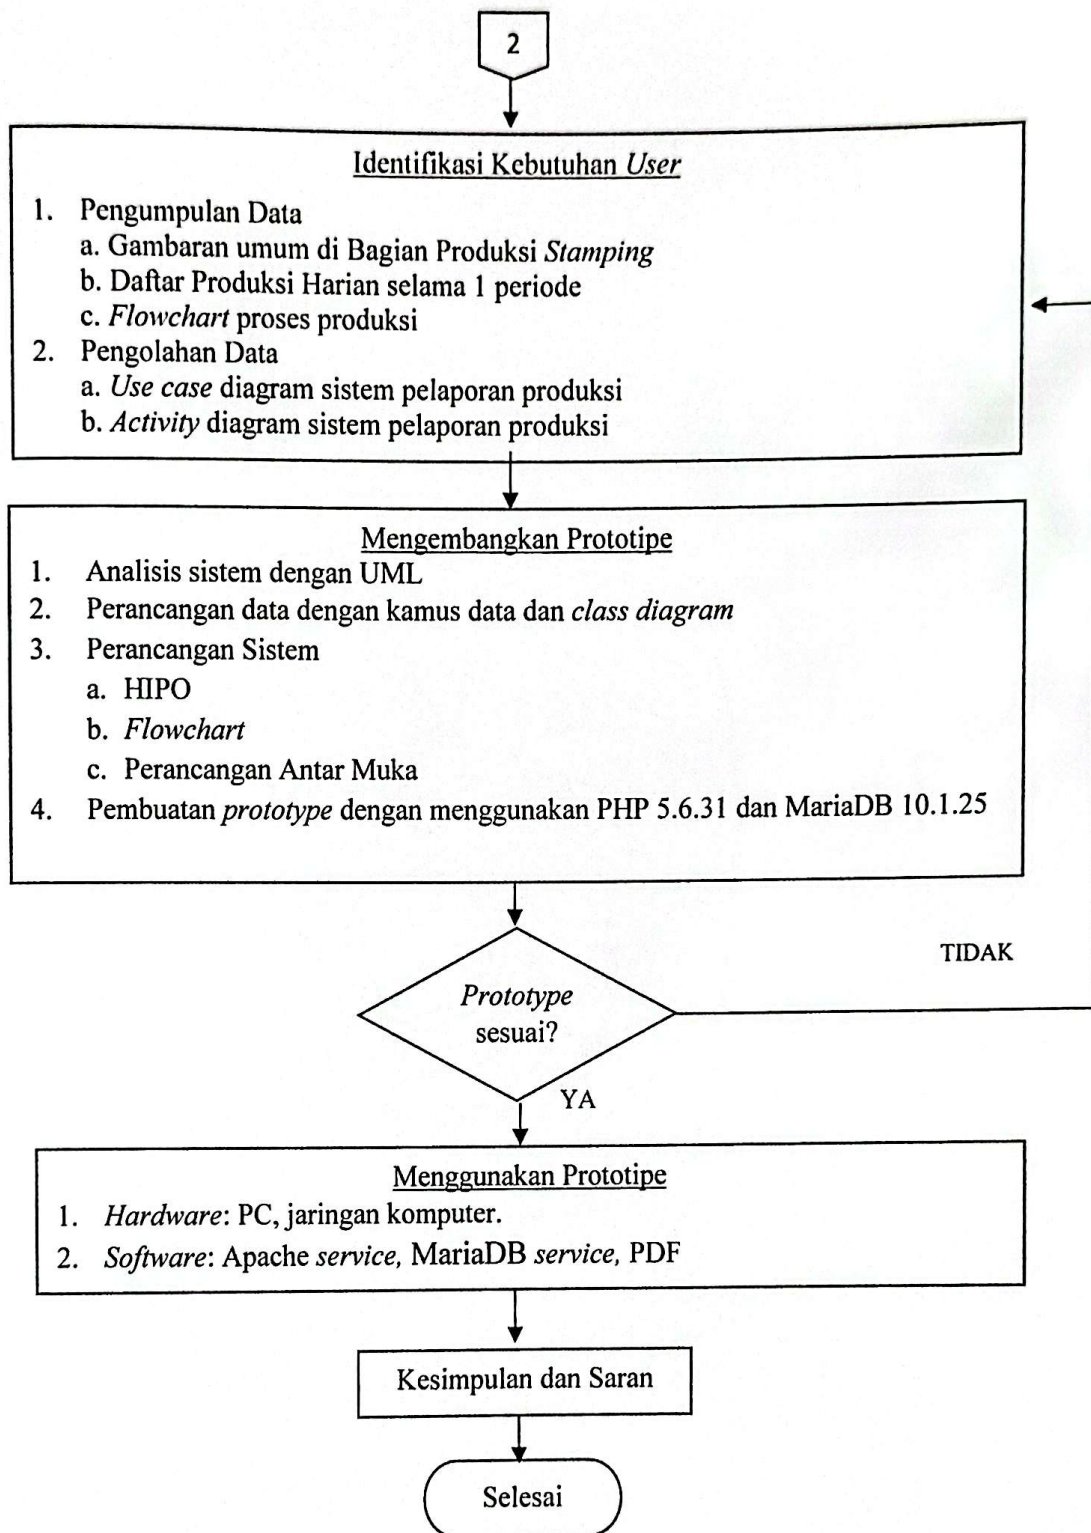 2
Identifikasi Kebutuhan User
1. Pengumpulan Data
a. Gambaran umum di Bagian Produksi Stamping
b. Daftar Produksi Harian selama 1 periode
c. Flowchart proses produksi
2. Pengolahan Data
a. Use case diagram sistem pelaporan produksi
b. Activity diagram sistem pelaporan produksi
Mengembangkan Prototipe
1. Analisis sistem dengan UML
2. Perancangan data dengan kamus data dan class diagram
3. Perancangan Sistem
a. HIPO
b. Flowchart
c. Perancangan Antar Muka
4. Pembuatan prototype dengan menggunakan PHP 5.6.31 dan MariaDB 10.1.25
TIDAK
Prototype
sesuai?
YA
Menggunakan Prototipe
1. Hardware: PC, jaringan komputer.
2. Software: Apache service, MariaDB service, PDF
Kesimpulan dan Saran
Selesai